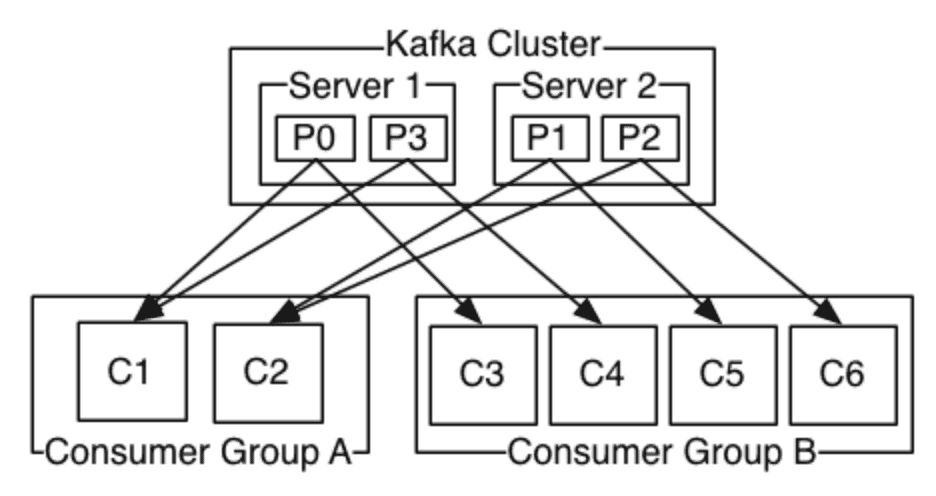 Kafka Cluster
Server 1 Server 2
P0 P3 P1 P2
C1 C2 C3 C4 C5 C6
Consumer Group A Consumer Group B